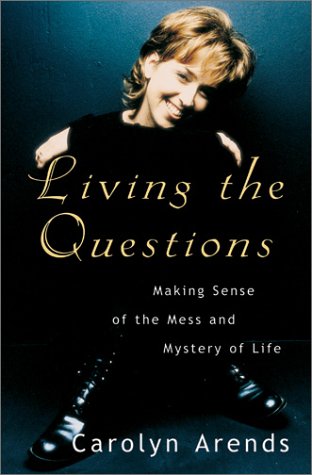 Living the
Questions
Making Sense
of the Mess and
Mystery of Life
Carolyn Arends